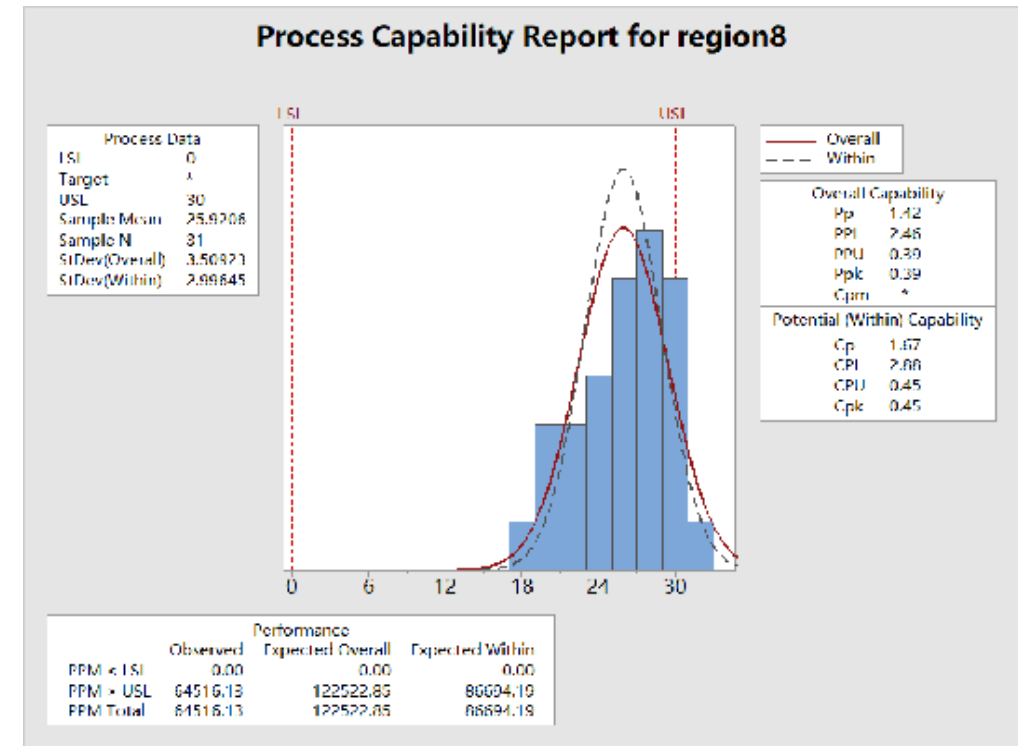 Process Capability Report for region8
LSL
USL
Process Data
LSL 0
Target *
USL 30
Sample Mean 25.9206
Sample N 31
StDev(Overall) 3.50923
StDev(Within) 2.99645
Overall
Within
Overall Capability
Pp 1.42
PPL 2.46
PPU 0.39
Ppk 0.39
Cpm *
Potential (Within) Capability
Cp 1.67
CPL 2.88
CPU 0.45
Cpk 0.45
0 6 12 18 24 30
Performance
Observed Expected Overall Expected Within
PPM < LSL 0.00 0.00 0.00
PPM > USL 64516.13 122522.85 86694.19
PPM Total 64516.13 122522.85 86694.19